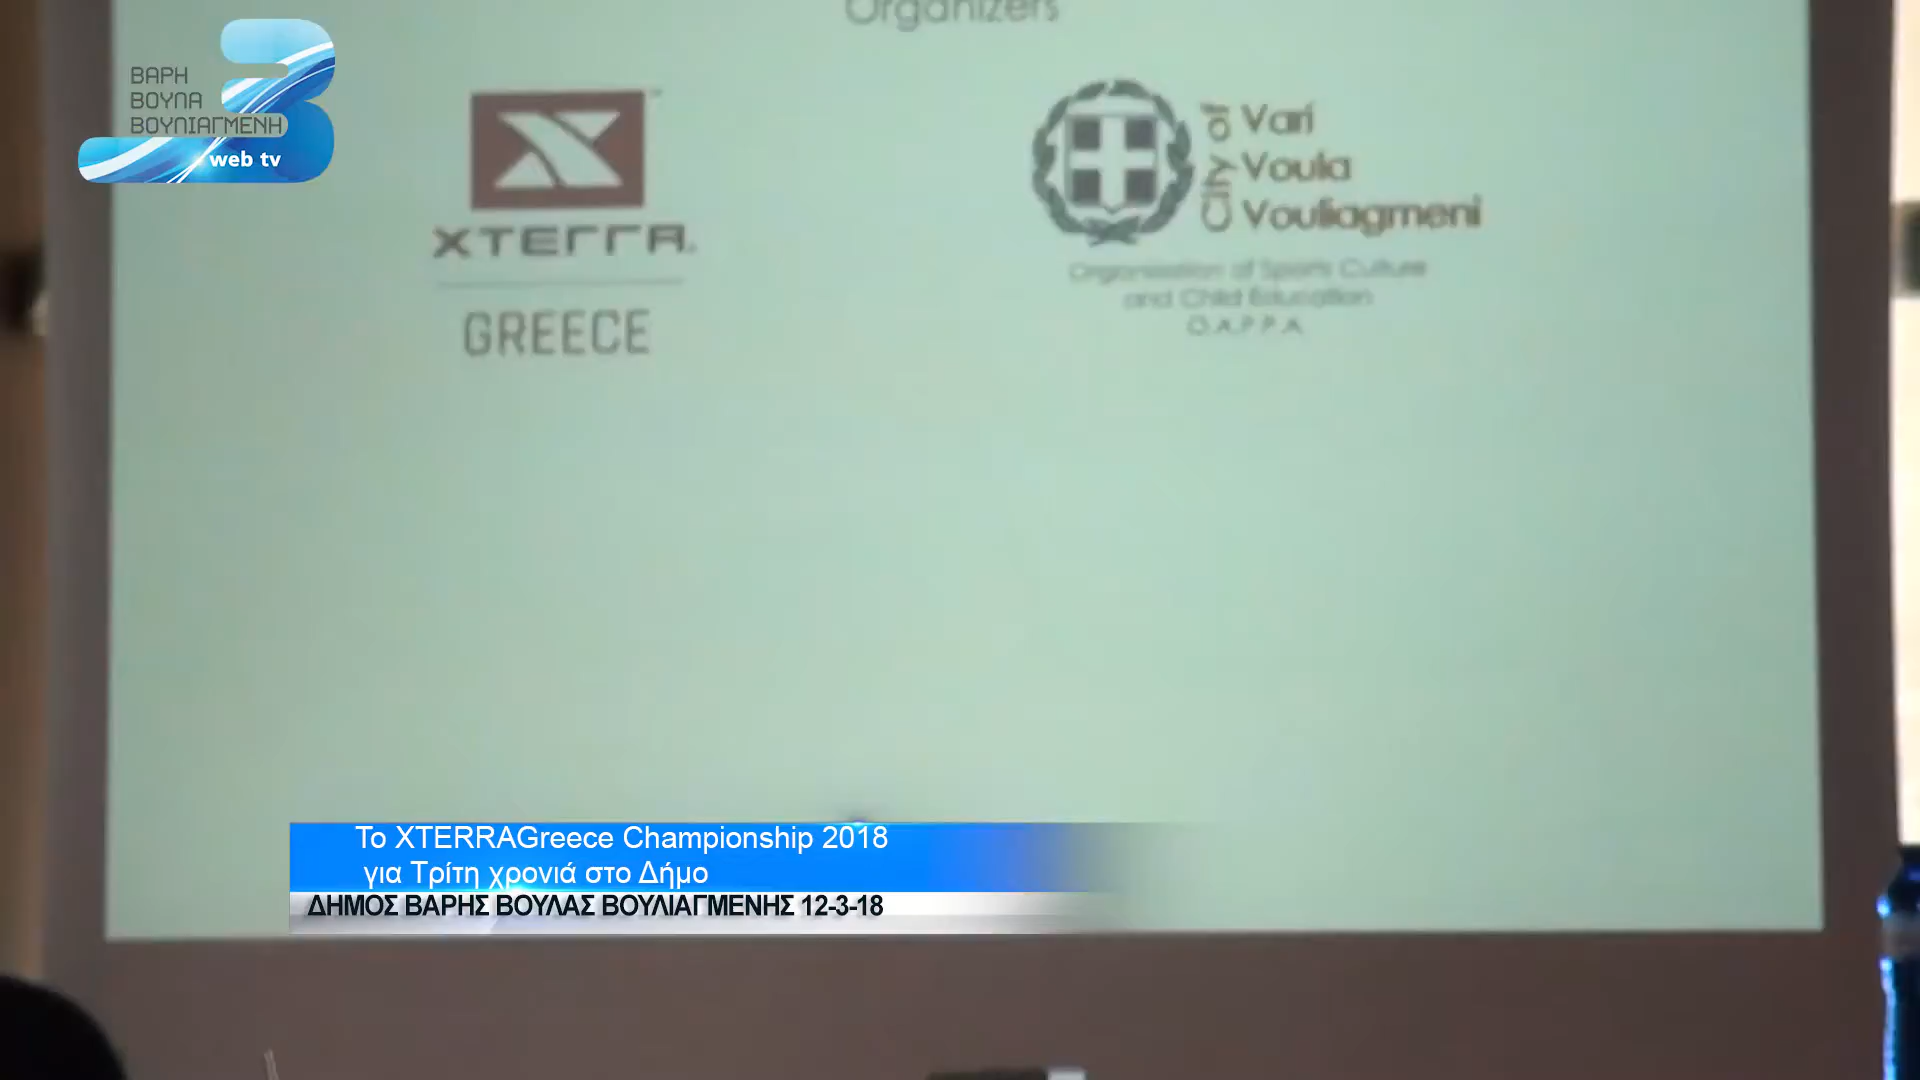 Organizers
ΒΑΡΗ
ΒΟΥΛΑ
ΒΟΥΛΙΑΓΜΕΝΗ
web tv
XTERRA
GREECE
City of
Vari
Voula
Vouliagmeni
Organisation of Sports Culture
and Child Education
O.A.P.P.A.
Το XTERRAGreece Championship 2018
για Τρίτη χρονιά στο Δήμο
ΔΗΜΟΣ ΒΑΡΗΣ ΒΟΥΛΑΣ ΒΟΥΛΙΑΓΜΕΝΗΣ 12-3-18